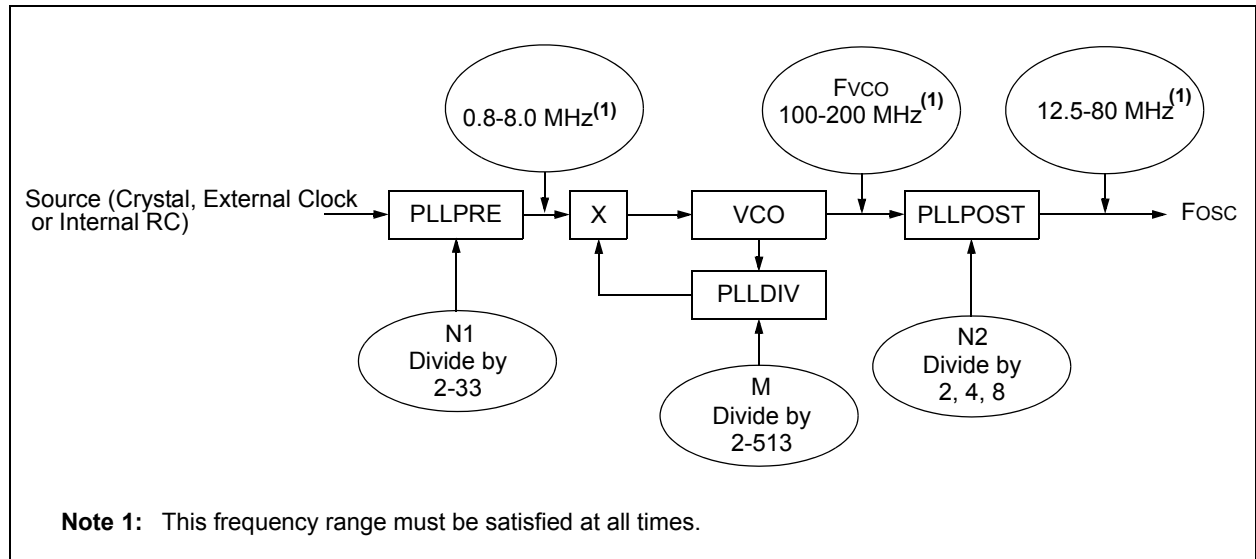 FVCO
0.8-8.0 MHz(1)
100-200 MHz(1)
12.5-80 MHz(1)
Source (Crystal, External Clock
or Internal RC)
PLLPRE
X
VCO
PLLPOST
FOSC
PLLDIV
N1
Divide by
2-33
M
Divide by
2-513
N2
Divide by
2, 4, 8
Note 1: This frequency range must be satisfied at all times.